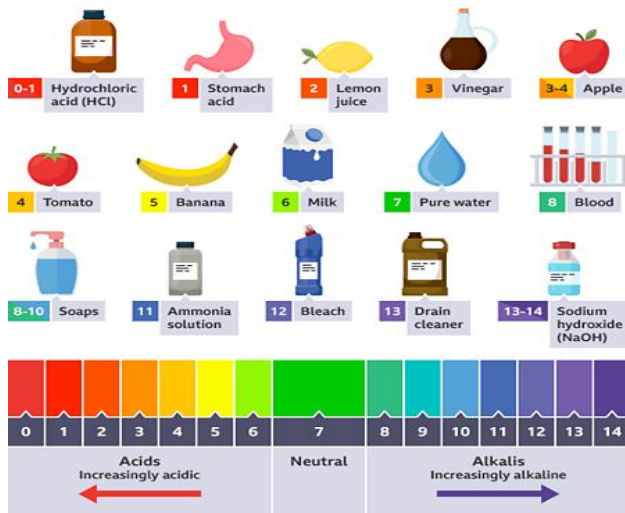 0-1 Hydrochloric
acid (HCl)
1 Stomach
acid
2 Lemon
juice
3 Vinegar
3-4 Apple
4 Tomato
5 Banana
6 Milk
7 Pure water
8 Blood
8-10 Soaps
11 Ammonia
solution
12 Bleach
13 Drain
cleaner
13-14 Sodium
hydroxide
(NaOH)
0 1 2 3 4 5 6 7 8 9 10 11 12 13 14
Acids
Increasingly acidic
Neutral
Alkalis
Increasingly alkaline